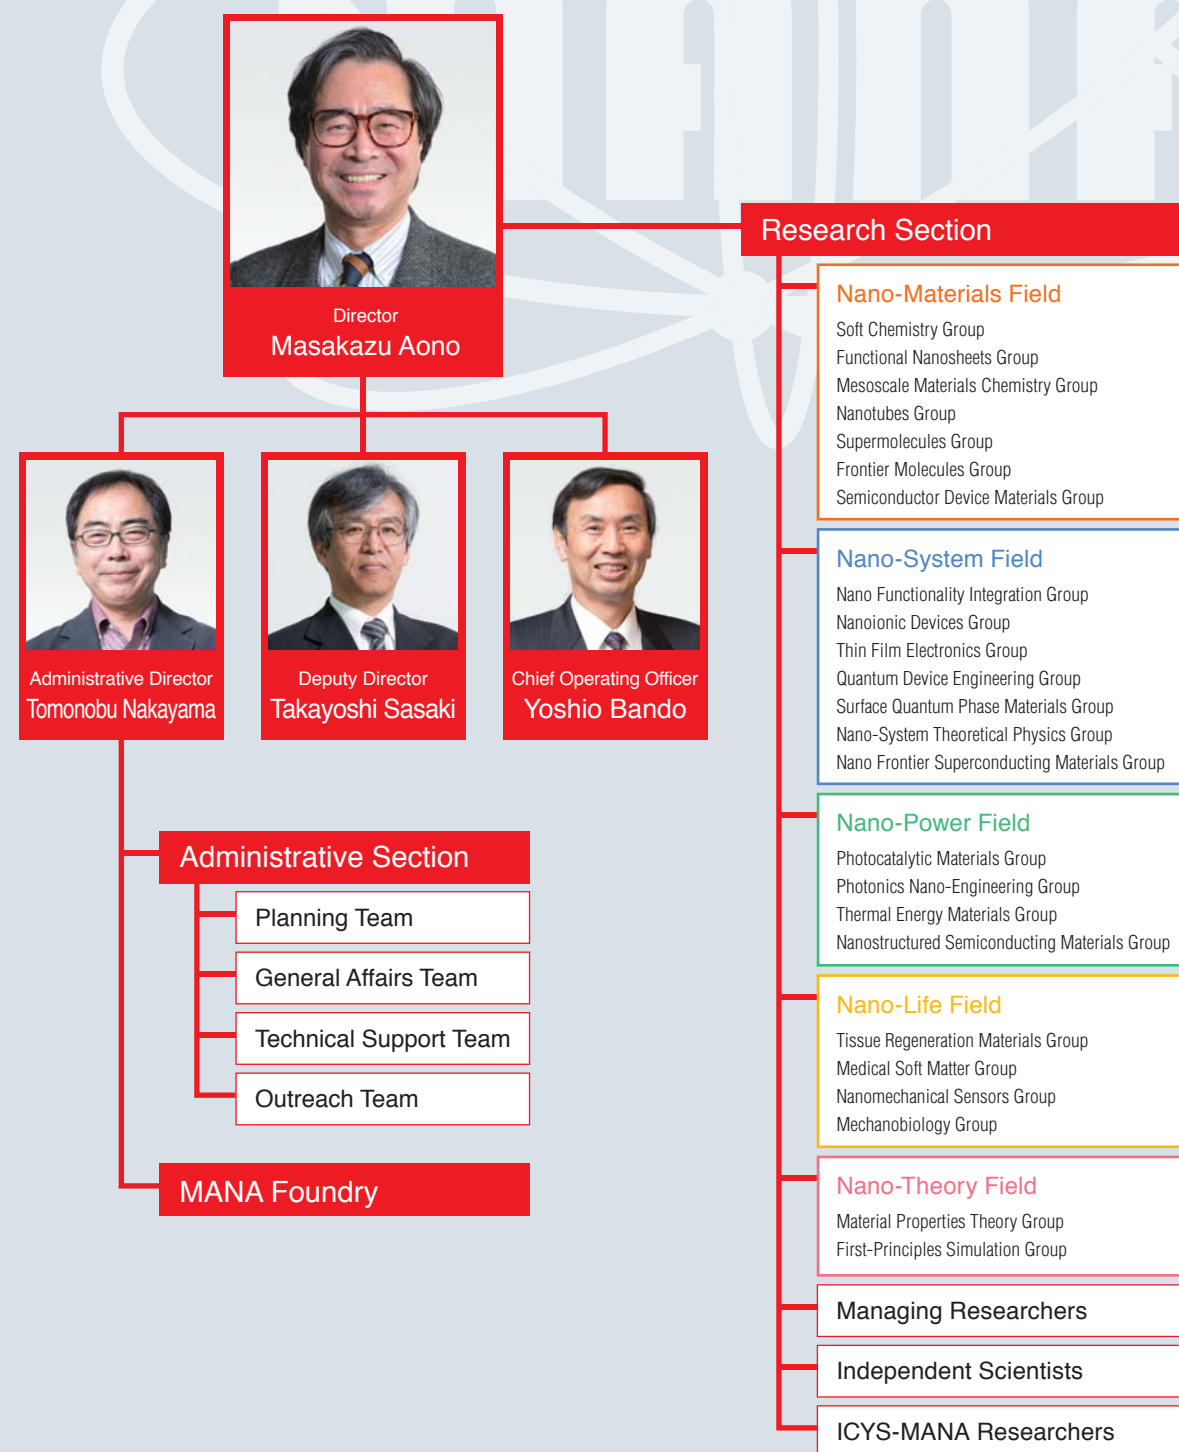 MANA
Director
Masakazu Aono
Administrative Director
Tomonobu Nakayama
Deputy Director
Takayoshi Sasaki
Chief Operating Officer
Yoshio Bando
Administrative Section
Planning Team
General Affairs Team
Technical Support Team
Outreach Team
MANA Foundry
Research Section
Nano-Materials Field
Soft Chemistry Group
Functional Nanosheets Group
Mesoscale Materials Chemistry Group
Nanotubes Group
Supermolecules Group
Frontier Molecules Group
Semiconductor Device Materials Group
Nano-System Field
Nano Functionality Integration Group
Nanoionic Devices Group
Thin Film Electronics Group
Quantum Device Engineering Group
Surface Quantum Phase Materials Group
Nano-System Theoretical Physics Group
Nano Frontier Superconducting Materials Group
Nano-Power Field
Photocatalytic Materials Group
Photonics Nano-Engineering Group
Thermal Energy Materials Group
Nanostructured Semiconducting Materials Group
Nano-Life Field
Tissue Regeneration Materials Group
Medical Soft Matter Group
Nanomechanical Sensors Group
Mechanobiology Group
Nano-Theory Field
Material Properties Theory Group
First-Principles Simulation Group
Managing Researchers
Independent Scientists
ICYS-MANA Researchers